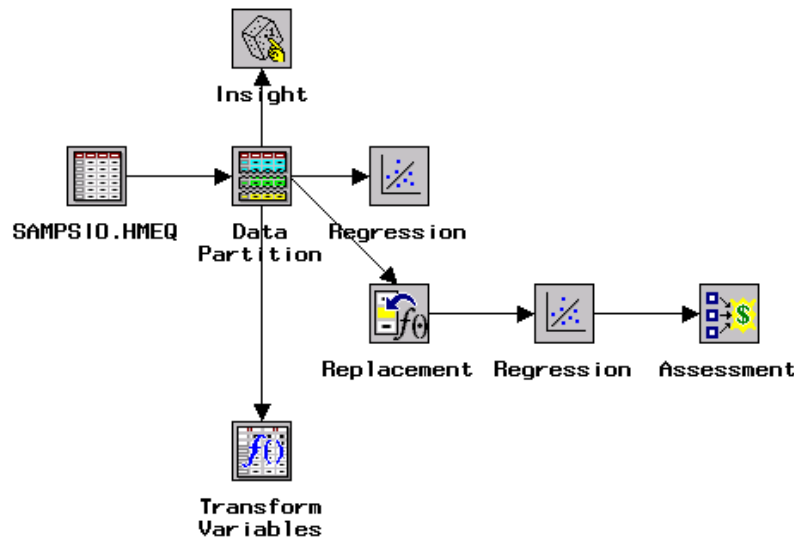 Insight
SAMPSIO.HMEQ
Data
Partition
Regression
Replacement
Regression
Assessment
Transform
Variables